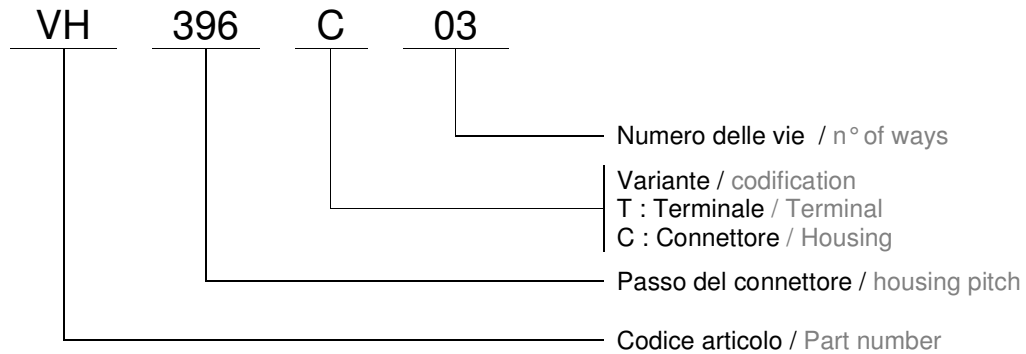 VH 396 C 03
Numero delle vie / n° of ways
Variante / codification
T : Terminale / Terminal
C : Connettore / Housing
Passo del connettore / housing pitch
Codice articolo / Part number